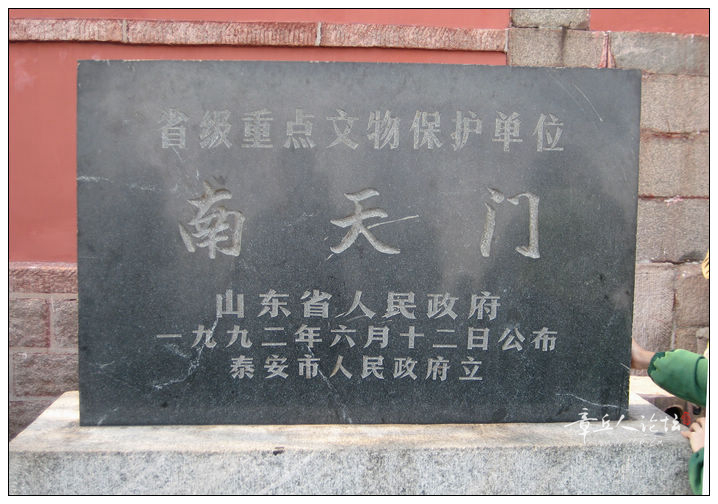 省级重点文物保护单位
南天门
山东省人民政府
一九九二年六月十二日公布
泰安市人民政府立
章丘人论坛